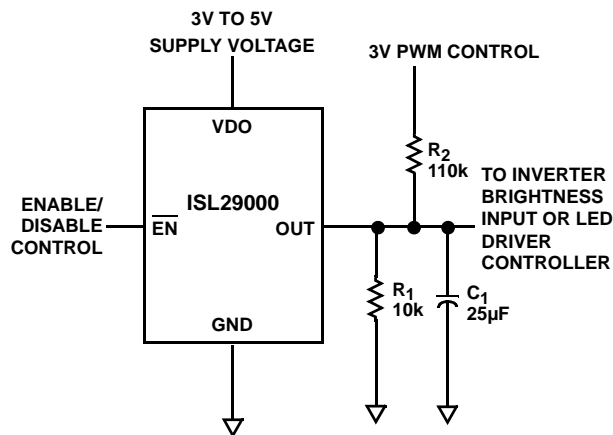 3V TO 5V
SUPPLY VOLTAGE
3V PWM CONTROL
VDO
R2
110k
TO INVERTER
BRIGHTNESS
INPUT OR LED
DRIVER
CONTROLLER
ENABLE/
DISABLE
CONTROL
EN
ISL29000
OUT
R1
10k
C1
25µF
GND